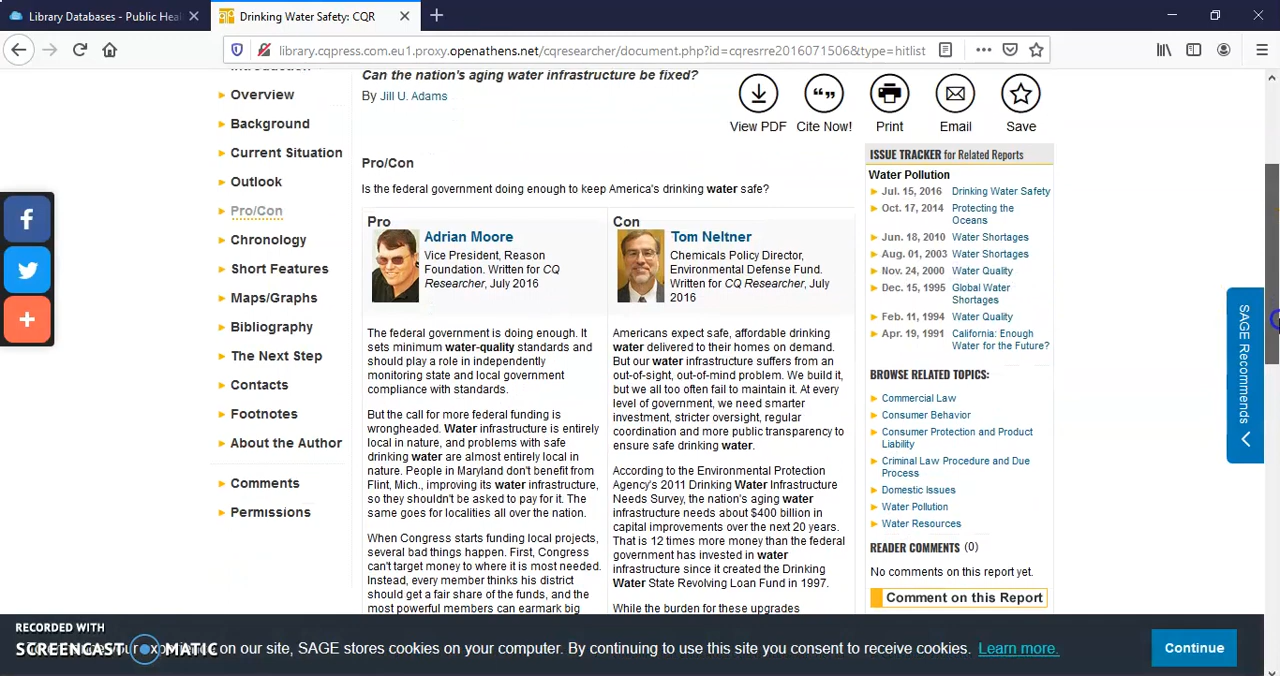 Library Databases - Public Heal
Drinking Water Safety: CQR
library.cqpress.com.eu1.proxy.openathens.net/cqresearcher/document.php?id=cqresrre2016071506&type=hitlist
Overview
Background
Current Situation
Outlook
Pro/Con
Chronology
Short Features
Maps/Graphs
Bibliography
The Next Step
Contacts
Footnotes
About the Author
Comments
Permissions
Can the nation's aging water infrastructure be fixed?
By Jill U. Adams
View PDF
Cite Now!
Print
Email
Save
Pro/Con
Is the federal government doing enough to keep America's drinking water safe?
Pro
Adrian Moore
Vice President, Reason
Foundation. Written for CQ
Researcher, July 2016
The federal government is doing enough. It
sets minimum water-quality standards and
should play a role in independently
monitoring state and local government
compliance with standards.
But the call for more federal funding is
wrongheaded. Water infrastructure is entirely
local in nature, and problems with safe
drinking water are almost entirely local in
nature. People in Maryland don't benefit from
Flint, Mich., improving its water infrastructure,
so they shouldn't be asked to pay for it. The
same goes for localities all over the nation.
When Congress starts funding local projects,
several bad things happen. First, Congress
can't target money to where it is most needed.
Instead, every member thinks his district
should get a fair share of the funds, and the
most powerful members can earmark big
Con
Tom Neltner
Chemicals Policy Director,
Environmental Defense Fund.
Written for CQ Researcher, July
2016
Americans expect safe, affordable drinking
water delivered to their homes on demand.
But our water infrastructure suffers from an
out-of-sight, out-of-mind problem. We build it,
but we all too often fail to maintain it. At every
level of government, we need smarter
investment, stricter oversight, regular
coordination and more public transparency to
ensure safe drinking water.
According to the Environmental Protection
Agency's 2011 Drinking Water Infrastructure
Needs Survey, the nation's aging water
infrastructure needs about $400 billion in
capital improvements over the next 20 years.
That is 12 times more money than the federal
government has invested in water
infrastructure since it created the Drinking
Water State Revolving Loan Fund in 1997.
While the burden for these upgrades
ISSUE TRACKER for Related Reports
Water Pollution
Jul. 15, 2016 Drinking Water Safety
Oct. 17, 2014 Protecting the
Oceans
Jun. 18, 2010 Water Shortages
Aug. 01, 2003 Water Shortages
Nov. 24, 2000 Water Quality
Dec. 15, 1995 Global Water
Shortages
Feb. 11, 1994 Water Quality
Apr. 19, 1991 California: Enough
Water for the Future?
BROWSE RELATED TOPICS:
Commercial Law
Consumer Behavior
Consumer Protection and Product
Liability
Criminal Law Procedure and Due
Process
Domestic Issues
Water Pollution
Water Resources
READER COMMENTS (0)
No comments on this report yet.
Comment on this Report
SAGE Recommends
RECORDED WITH
SCREENCAST MATIC
on our site, SAGE stores cookies on your computer. By continuing to use this site you consent to receive cookies. Learn more.
Continue